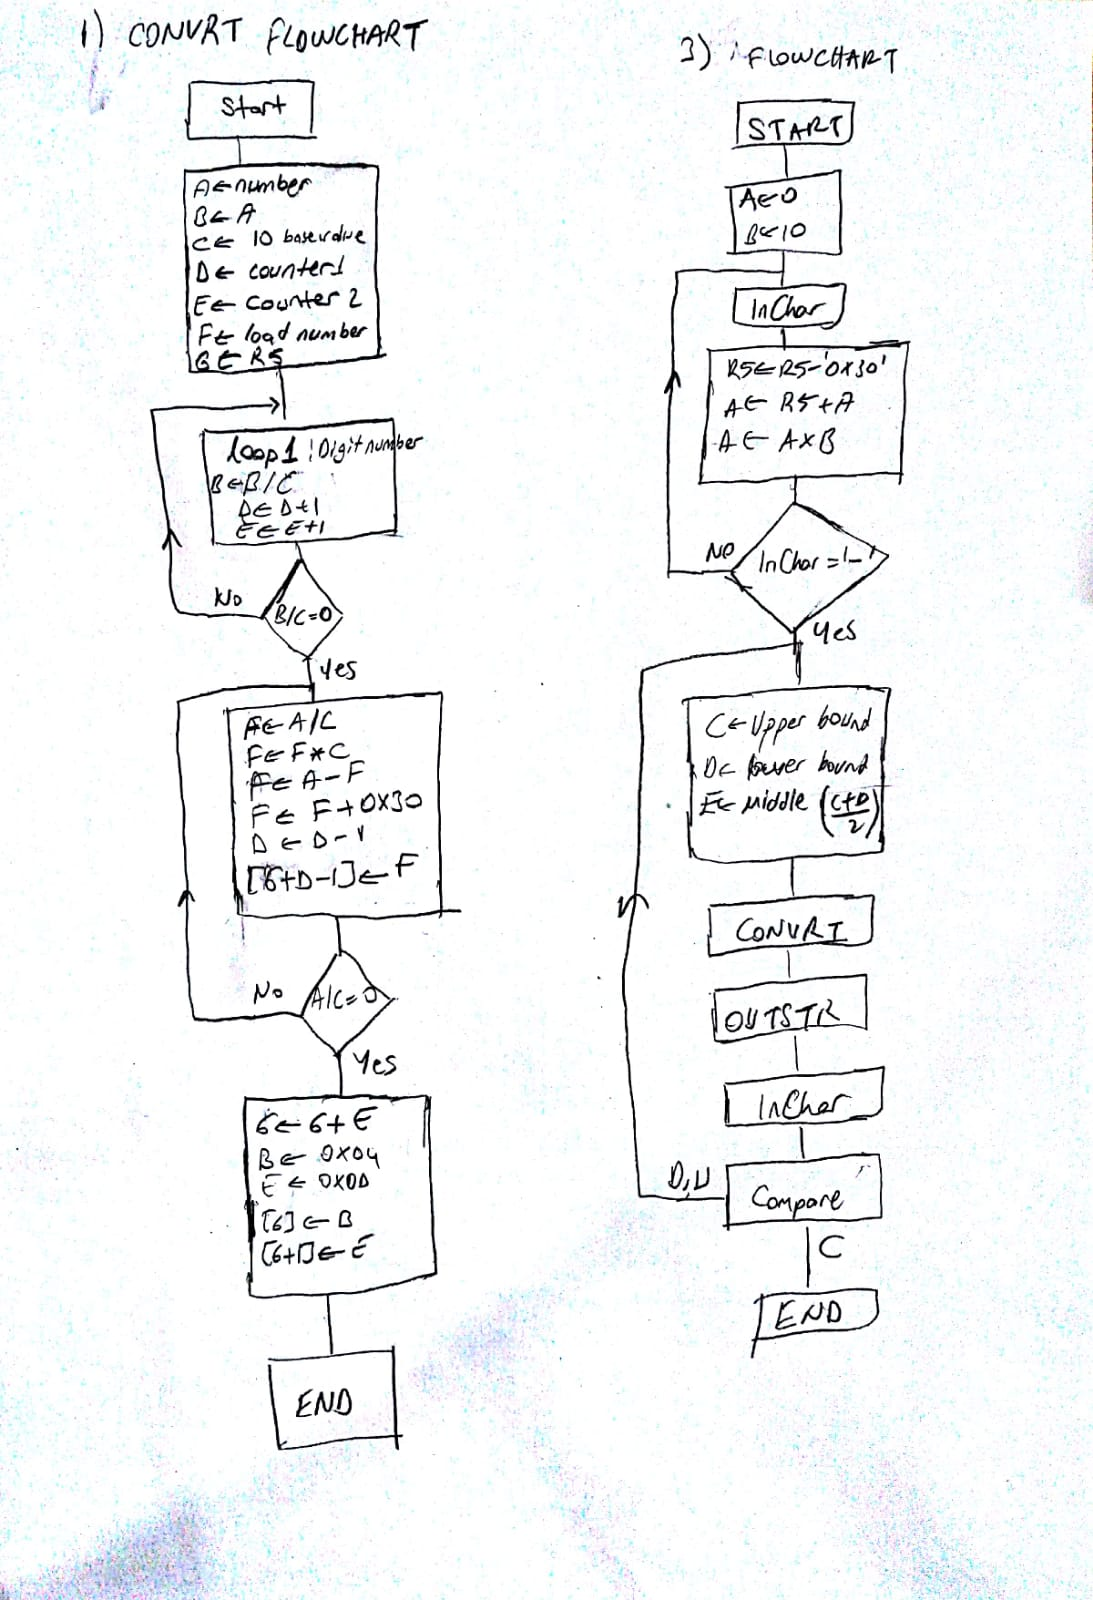 1) CONVRT FLOWCHART
Start
A ← number
B ← A
C ← 10 base value
D ← counter1
E ← counter 2
F ← load number
G ← R5
loop1 : Digit number
B ← B/C
D ← D+1
E ← E+1
B/C=0
No
Yes
A ← A/C
F ← F*C
F ← A-F
F ← F+0x30
D ← D-1
[G+D-1] ← F
A/C=0
No
Yes
G ← G+E
B ← 0x04
E ← 0x0D
[G] ← B
[G+1] ← E
END
3) FLOWCHART
START
A ← 0
B ← 10
InChar
R5 ← R5-'0x30'
A ← R5+A
A ← A×B
InChar = '-'
NO
Yes
C ← Upper bound
D ← lower bound
E ← Middle (C+D/2)
CONVRT
OUTSTR
InChar
Compare
D,U
C
END